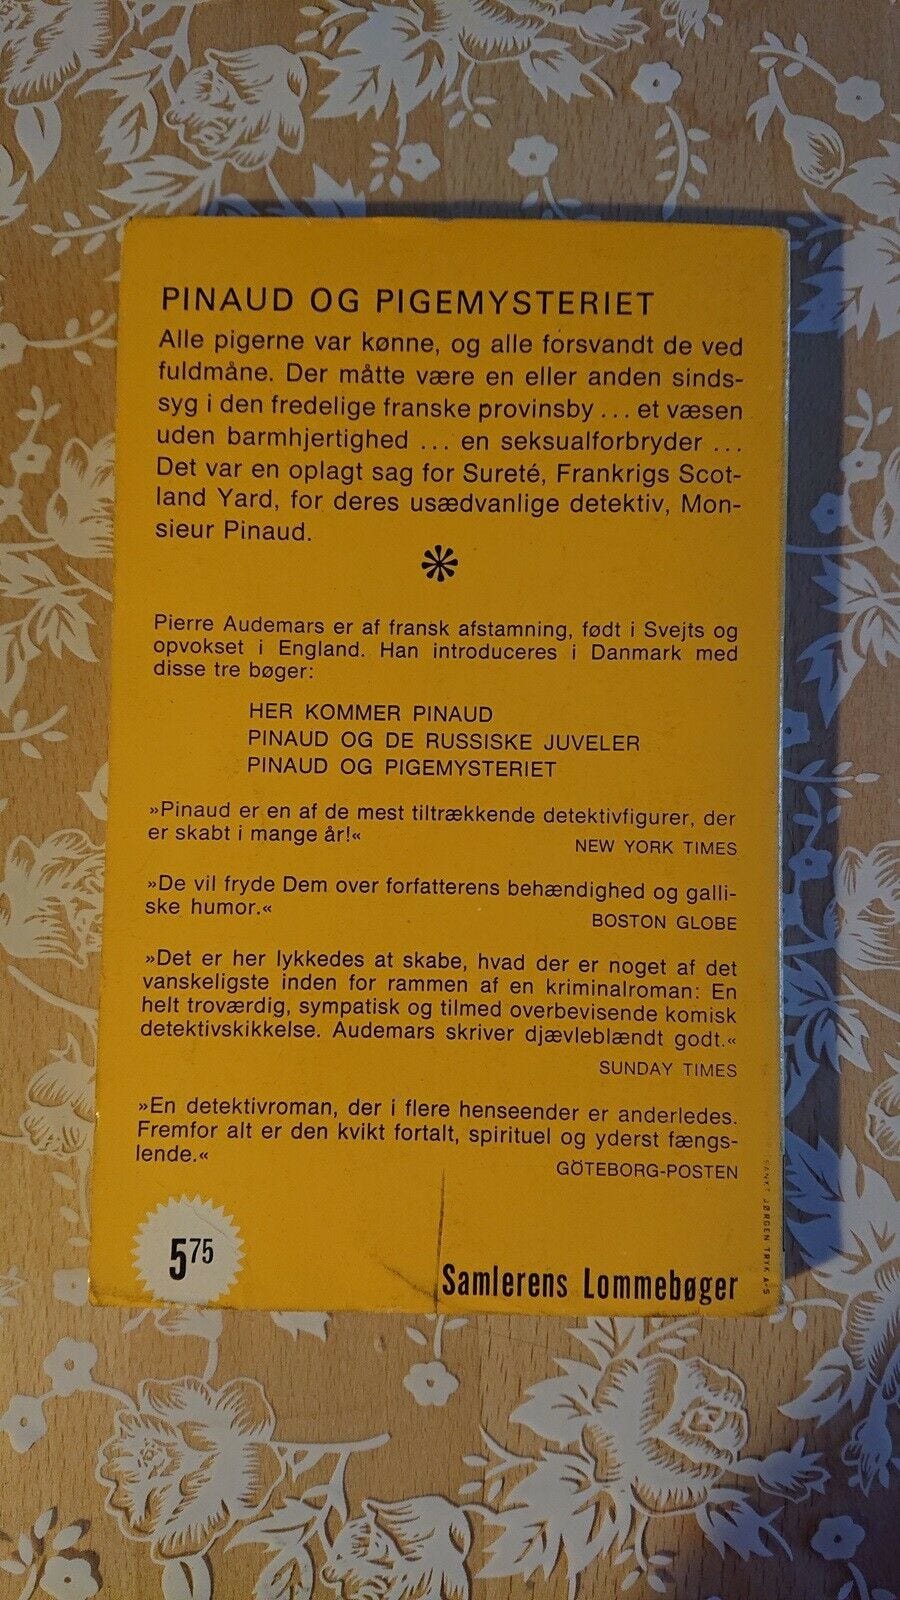 PINAUD OG PIGEMYSTERIET
Alle pigerne var kønne, og alle forsvandt de ved
fuldmåne. Der måtte være en eller anden sinds-
syg i den fredelige franske provinsby ... et væsen
uden barmhjertighed ... en seksualforbryder ...
Det var en oplagt sag for Sureté, Frankrigs Scot-
land Yard, for deres usædvanlige detektiv, Mon-
sieur Pinaud.
Pierre Audemars er af fransk afstamning, født i Svejts og
opvokset i England. Han introduceres i Danmark med
disse tre bøger:
HER KOMMER PINAUD
PINAUD OG DE RUSSISKE JUVELER
PINAUD OG PIGEMYSTERIET
»Pinaud er en af de mest tiltrækkende detektivfigurer, der
er skabt i mange år!«
NEW YORK TIMES
»De vil fryde Dem over forfatterens behændighed og galli-
ske humor.«
BOSTON GLOBE
»Det er her lykkedes at skabe, hvad der er noget af det
vanskeligste inden for rammen af en kriminalroman: En
helt troværdig, sympatisk og tilmed overbevisende komisk
detektivskikkelse. Audemars skriver djævleblændt godt.«
SUNDAY TIMES
»En detektivroman, der i flere henseender er anderledes.
Fremfor alt er den kvikt fortalt, spirituel og yderst fængs-
lende.«
GÖTEBORG-POSTEN
575
Samlerens Lommebøger
SANKT JØRGEN TRYK A-S